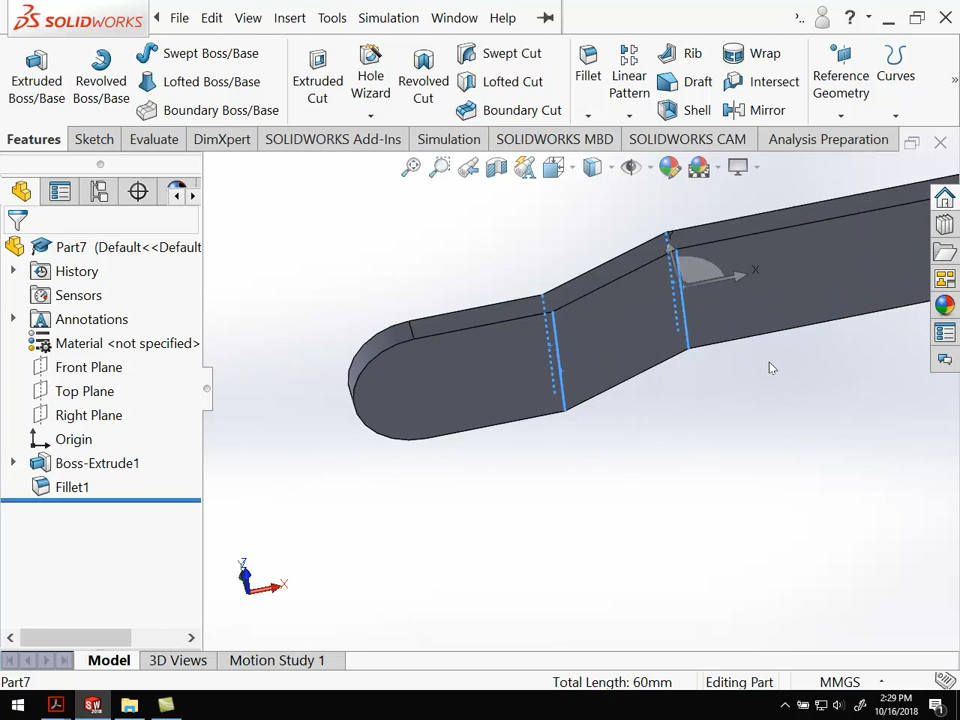 SOLIDWORKS File Edit View Insert Tools Simulation Window Help ?
Extruded Boss/Base
Revolved Boss/Base
Swept Boss/Base
Lofted Boss/Base
Boundary Boss/Base
Extruded Cut
Hole Wizard
Revolved Cut
Swept Cut
Lofted Cut
Boundary Cut
Fillet
Linear Pattern
Rib
Draft
Shell
Wrap
Intersect
Mirror
Reference Geometry
Curves
Features Sketch Evaluate DimXpert SOLIDWORKS Add-Ins Simulation SOLIDWORKS MBD SOLIDWORKS CAM Analysis Preparation
Part7 (Default<<Default
History
Sensors
Annotations
Material <not specified>
Front Plane
Top Plane
Right Plane
Origin
Boss-Extrude1
Fillet1
X
Z
X
Model 3D Views Motion Study 1
Part7 Total Length: 60mm Editing Part MMGS
2:29 PM
10/16/2018